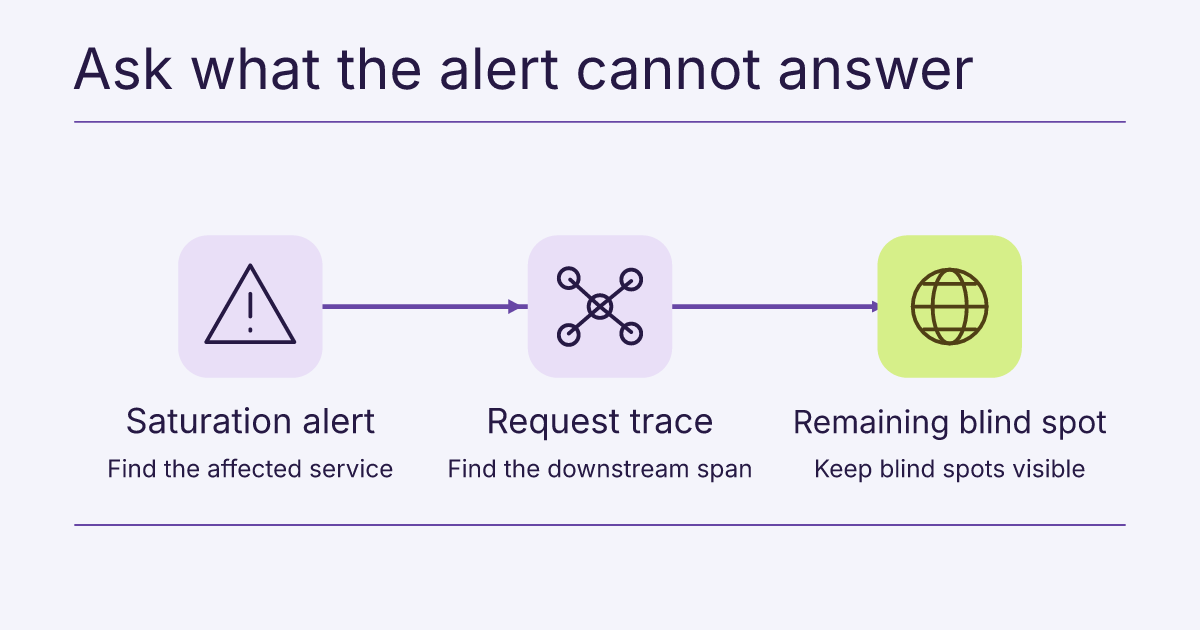 Ask what the alert cannot answer
Saturation alert
Find the affected service
Request trace
Find the downstream span
Remaining blind spot
Keep blind spots visible